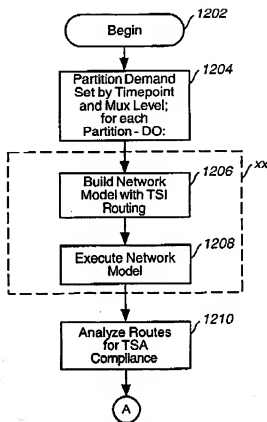 1202
Begin
1204
Partition Demand
Set by Timepoint
and Mux Level;
for each
Partition - DO:
xx
1206
Build Network
Model with TSI
Routing
1208
Execute Network
Model
1210
Analyze Routes
for TSA
Compliance
A